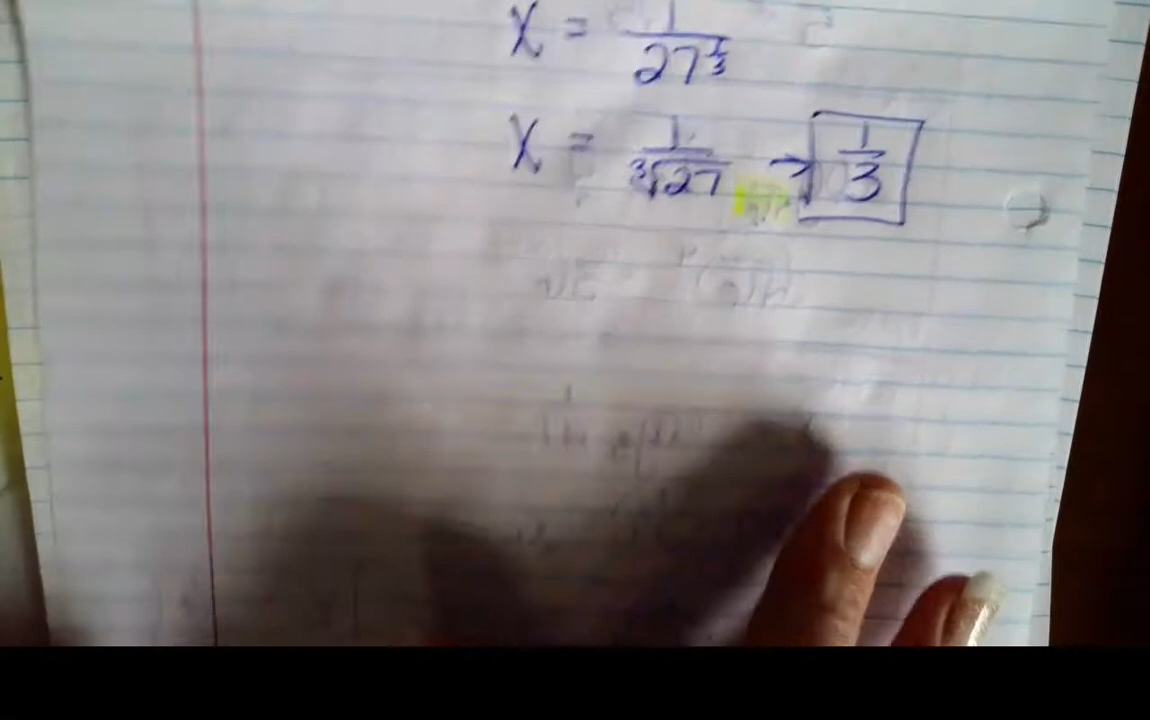 x = 1/27^(1/3)
x = 1/∛27 → 1/3